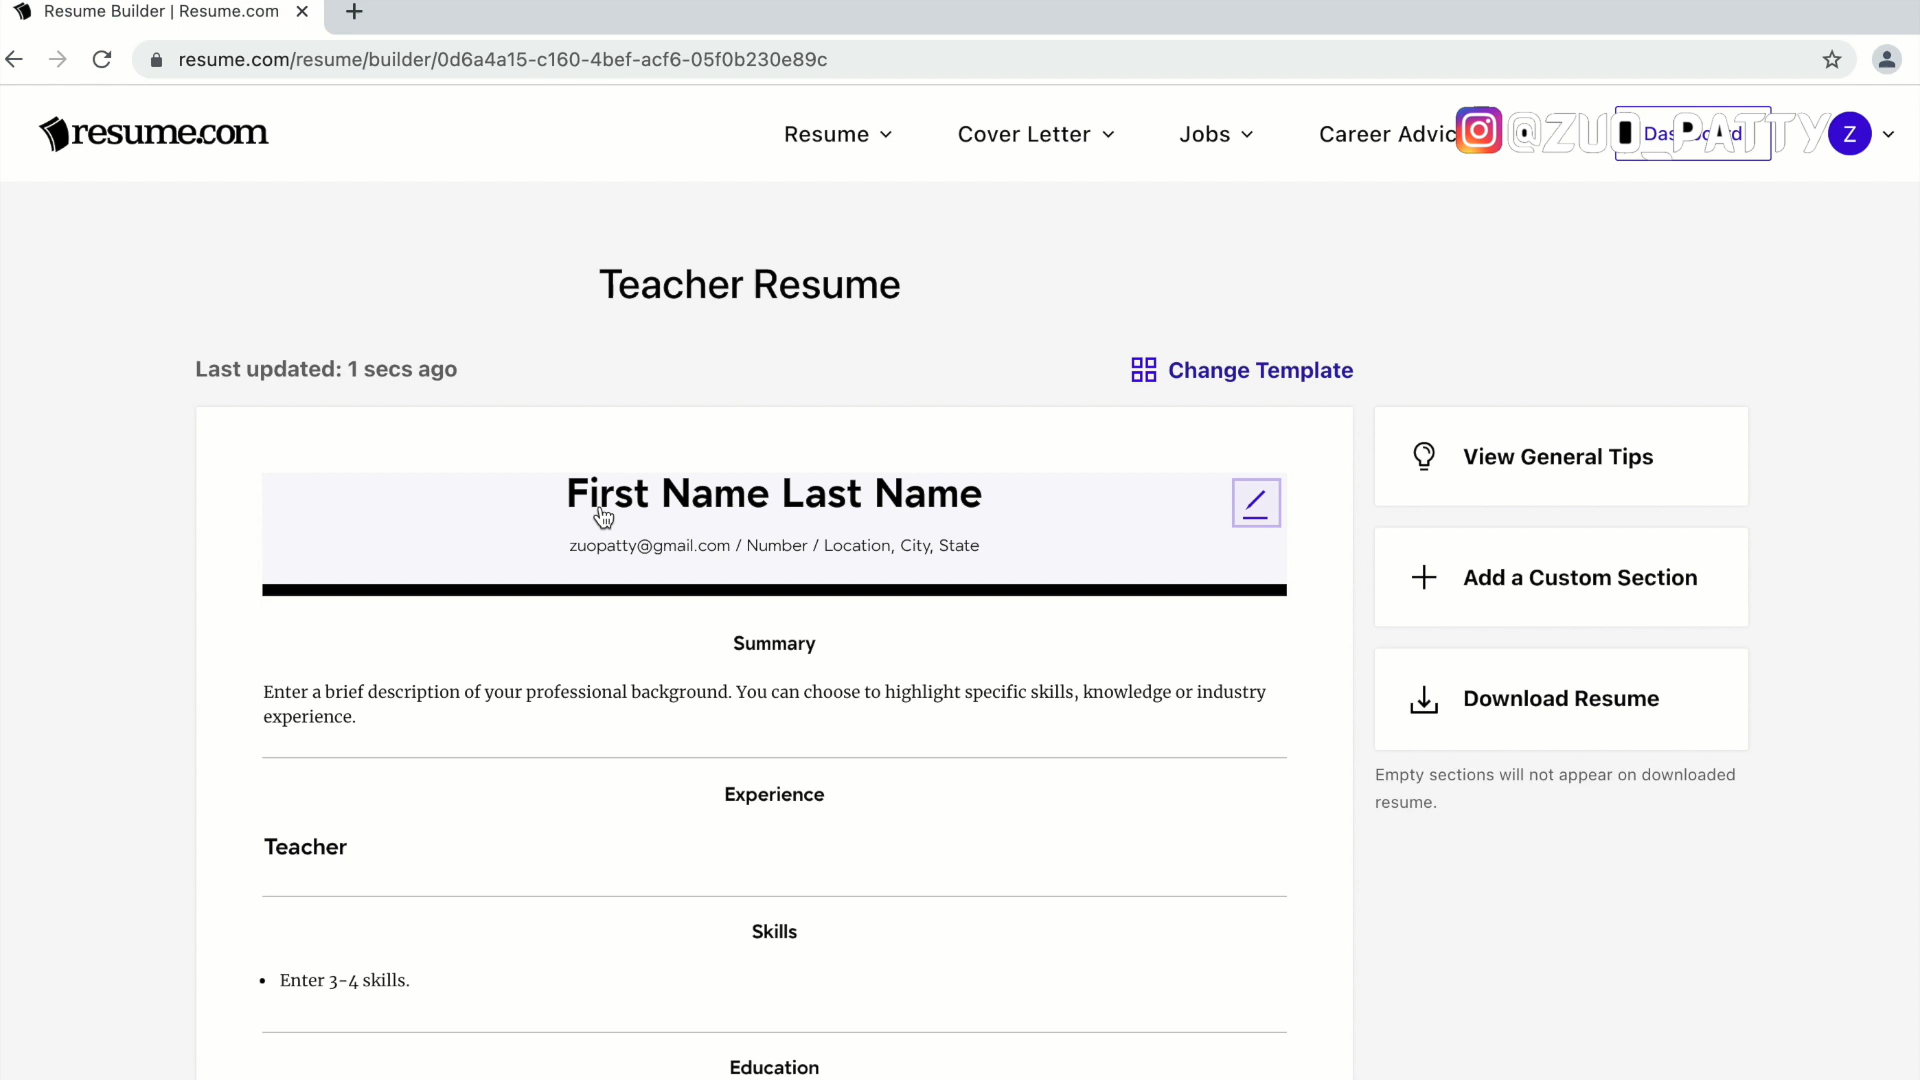 Resume Builder | Resume.com
resume.com/resume/builder/0d6a4a15-c160-4bef-acf6-05f0b230e89c
resume.com
Resume
Cover Letter
Jobs
Career Advic
@ZUO_PATTY
Z
Teacher Resume
Last updated: 1 secs ago
Change Template
First Name Last Name
zuopatty@gmail.com / Number / Location, City, State
View General Tips
Add a Custom Section
Download Resume
Empty sections will not appear on downloaded
resume.
Summary
Enter a brief description of your professional background. You can choose to highlight specific skills, knowledge or industry
experience.
Experience
Teacher
Skills
• Enter 3-4 skills.
Education